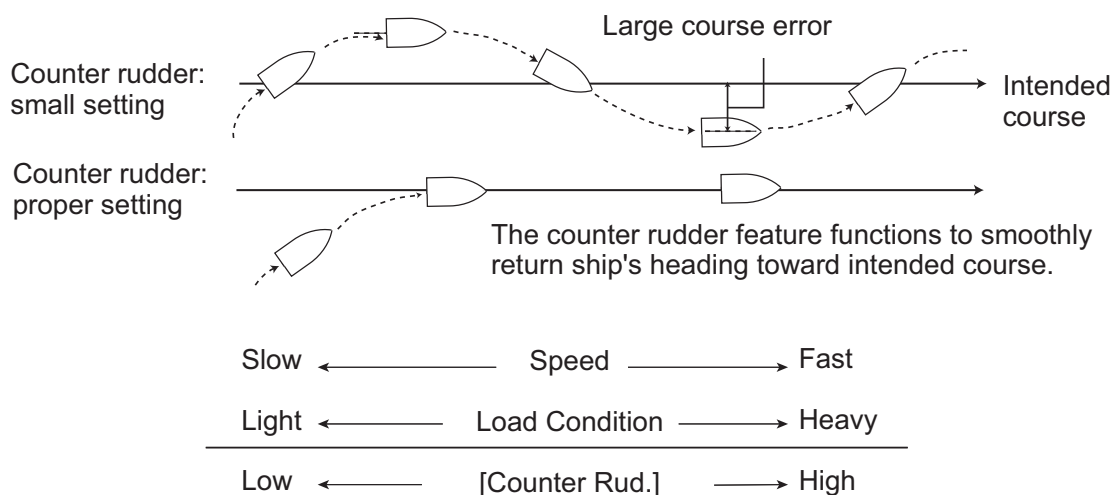 Large course error
Counter rudder:
small setting
Intended
course
Counter rudder:
proper setting
The counter rudder feature functions to smoothly
return ship's heading toward intended course.
Slow Speed Fast
Light Load Condition Heavy
Low [Counter Rud.] High